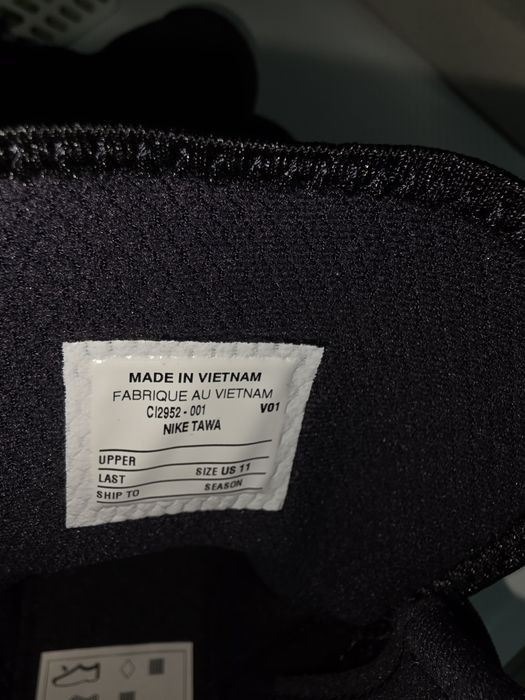 MADE IN VIETNAM
FABRIQUE AU VIETNAM
CI2952-001 V01
NIKE TAWA
UPPER
LAST SIZE US 11
SHIP TO SEASON